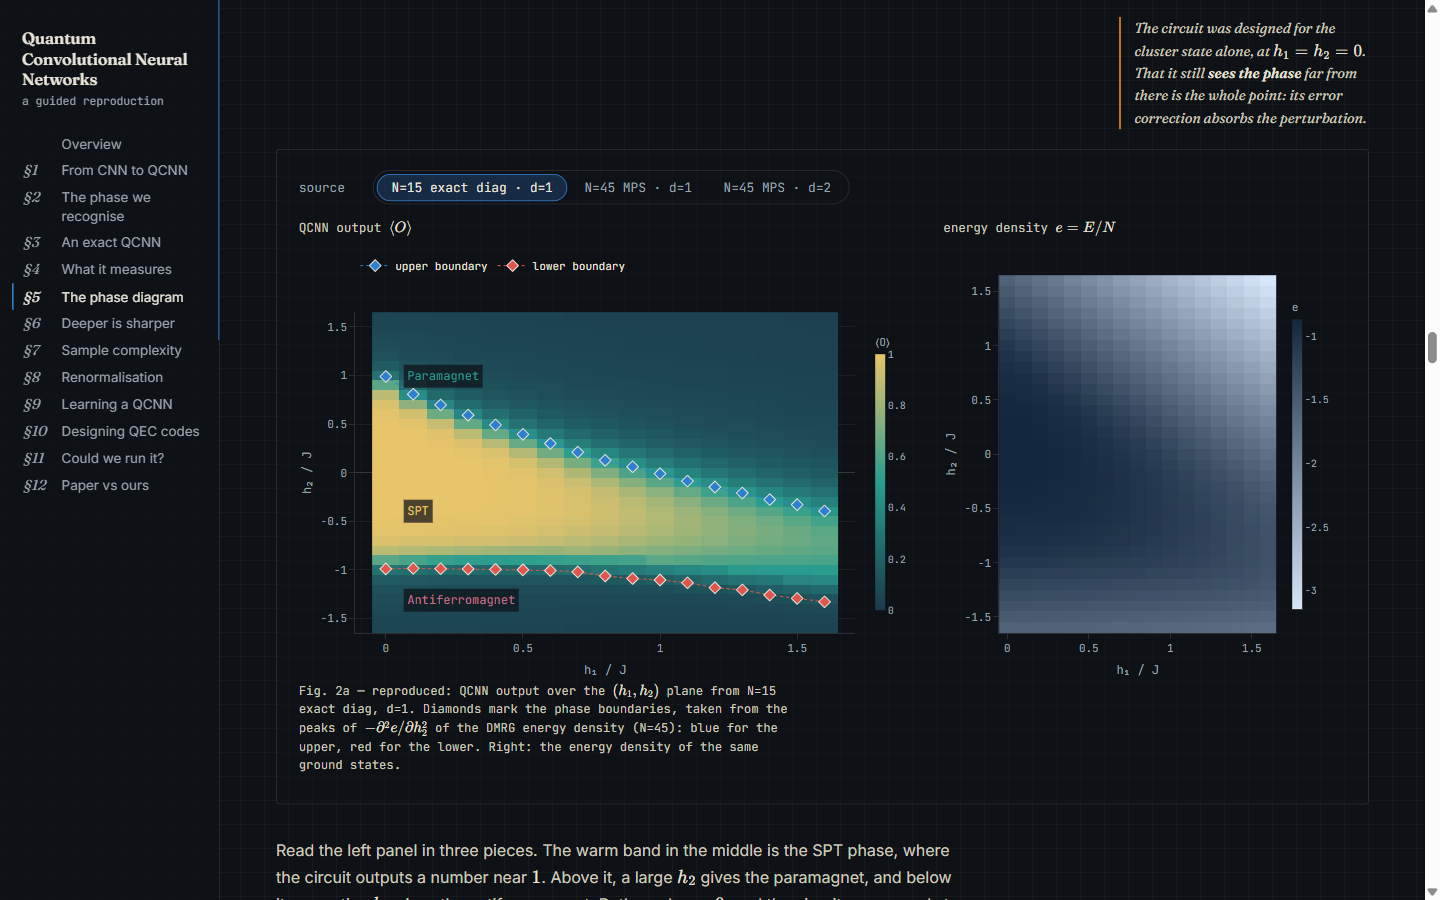 Quantum
Convolutional Neural
Networks
a guided reproduction
Overview
§1 From CNN to QCNN
§2 The phase we
recognise
§3 An exact QCNN
§4 What it measures
§5 The phase diagram
§6 Deeper is sharper
§7 Sample complexity
§8 Renormalisation
§9 Learning a QCNN
§10 Designing QEC codes
§11 Could we run it?
§12 Paper vs ours
The circuit was designed for the
cluster state alone, at h₁ = h₂ = 0.
That it still sees the phase far from
there is the whole point: its error
correction absorbs the perturbation.
source N=15 exact diag · d=1 N=45 MPS · d=1 N=45 MPS · d=2
QCNN output ⟨O⟩
upper boundary lower boundary
1.5
1
0.5
0
-0.5
-1
-1.5
h₂ / J
Paramagnet
SPT
Antiferromagnet
0 0.5 1 1.5
h₁ / J
⟨O⟩
1
0.8
0.6
0.4
0.2
0
energy density e = E/N
1.5
1
0.5
0
-0.5
-1
-1.5
h₂ / J
0 0.5 1 1.5
h₁ / J
e
-1
-1.5
-2
-2.5
-3
Fig. 2a — reproduced: QCNN output over the (h₁, h₂) plane from N=15
exact diag, d=1. Diamonds mark the phase boundaries, taken from the
peaks of −∂²e/∂h₂² of the DMRG energy density (N=45): blue for the
upper, red for the lower. Right: the energy density of the same
ground states.
Read the left panel in three pieces. The warm band in the middle is the SPT phase, where
the circuit outputs a number near 1. Above it, a large h₂ gives the paramagnet, and below